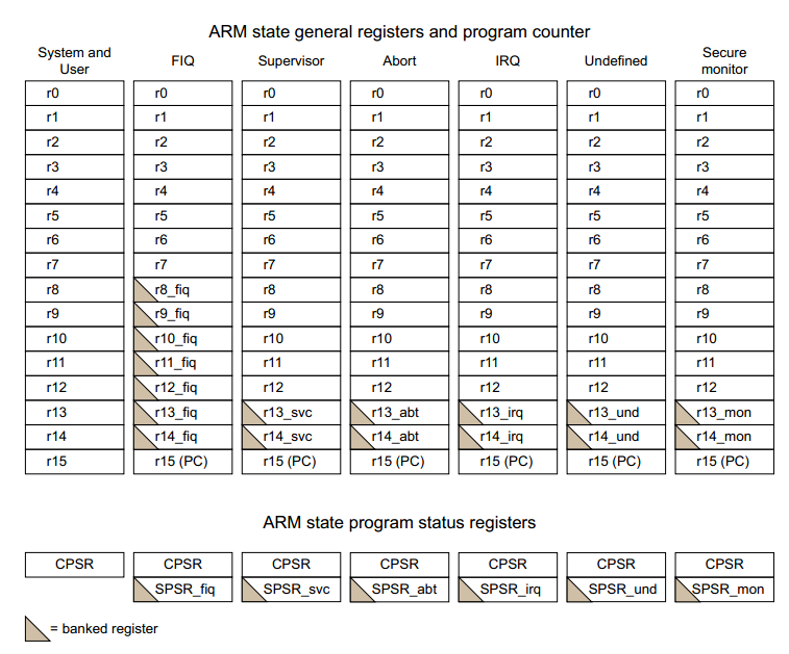 ARM state general registers and program counter
System and User FIQ Supervisor Abort IRQ Undefined Secure monitor
r0 r0 r0 r0 r0 r0 r0
r1 r1 r1 r1 r1 r1 r1
r2 r2 r2 r2 r2 r2 r2
r3 r3 r3 r3 r3 r3 r3
r4 r4 r4 r4 r4 r4 r4
r5 r5 r5 r5 r5 r5 r5
r6 r6 r6 r6 r6 r6 r6
r7 r7 r7 r7 r7 r7 r7
r8 r8_fiq r8 r8 r8 r8 r8
r9 r9_fiq r9 r9 r9 r9 r9
r10 r10_fiq r10 r10 r10 r10 r10
r11 r11_fiq r11 r11 r11 r11 r11
r12 r12_fiq r12 r12 r12 r12 r12
r13 r13_fiq r13_svc r13_abt r13_irq r13_und r13_mon
r14 r14_fiq r14_svc r14_abt r14_irq r14_und r14_mon
r15 r15 (PC) r15 (PC) r15 (PC) r15 (PC) r15 (PC) r15 (PC)
ARM state program status registers
CPSR CPSR CPSR CPSR CPSR CPSR CPSR
SPSR_fiq SPSR_svc SPSR_abt SPSR_irq SPSR_und SPSR_mon
= banked register